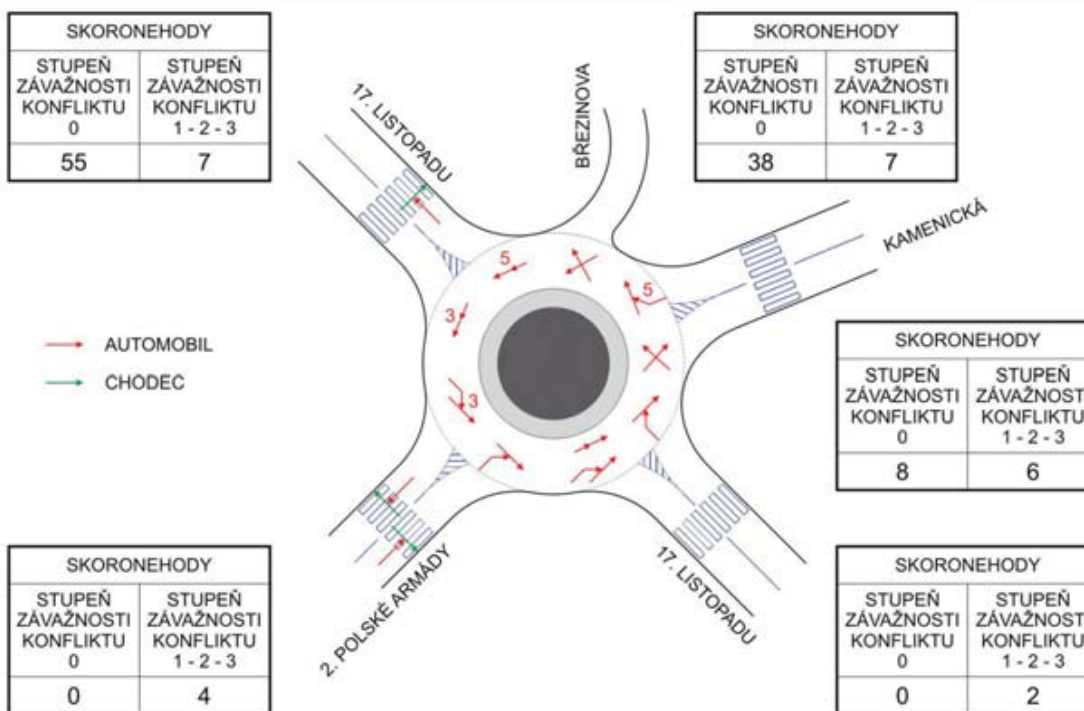 SKORONEHODY
STUPEŇ
ZÁVAŽNOSTI
KONFLIKTU
0
STUPEŇ
ZÁVAŽNOSTI
KONFLIKTU
1 - 2 - 3
55
7
17. LISTOPADU
BŘEZINOVA
SKORONEHODY
STUPEŇ
ZÁVAŽNOSTI
KONFLIKTU
0
STUPEŇ
ZÁVAŽNOSTI
KONFLIKTU
1 - 2 - 3
38
7
KAMENICKÁ
5
5
3
3
AUTOMOBIL
CHODEC
SKORONEHODY
STUPEŇ
ZÁVAŽNOSTI
KONFLIKTU
0
STUPEŇ
ZÁVAŽNOSTI
KONFLIKTU
1 - 2 - 3
8
6
SKORONEHODY
STUPEŇ
ZÁVAŽNOSTI
KONFLIKTU
0
STUPEŇ
ZÁVAŽNOSTI
KONFLIKTU
1 - 2 - 3
0
4
2. POLSKÉ ARMÁDY
17. LISTOPADU
SKORONEHODY
STUPEŇ
ZÁVAŽNOSTI
KONFLIKTU
0
STUPEŇ
ZÁVAŽNOSTI
KONFLIKTU
1 - 2 - 3
0
2